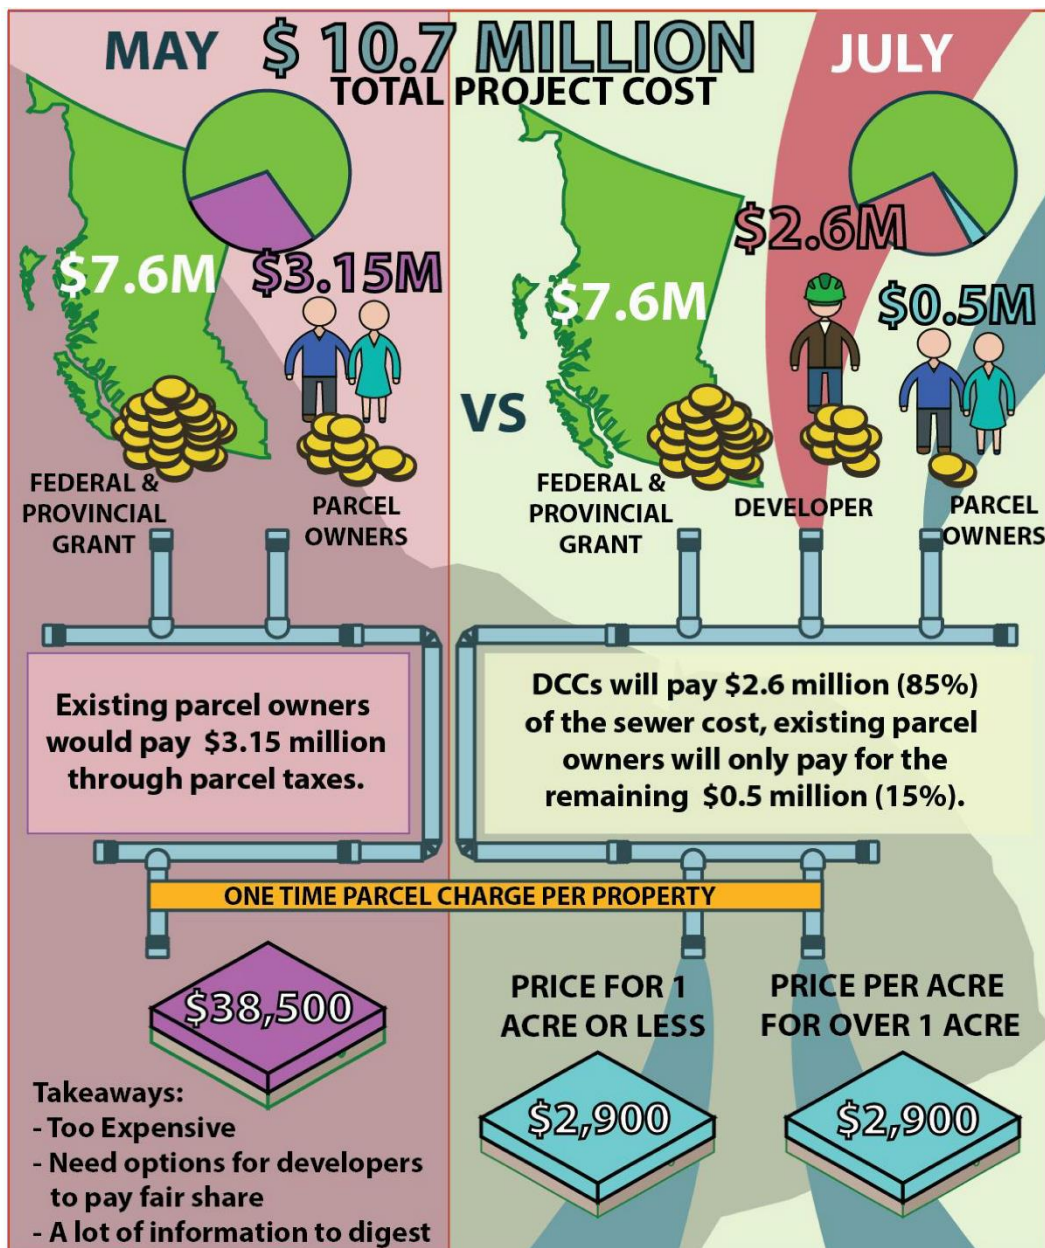 MAY
$ 10.7 MILLION
TOTAL PROJECT COST
JULY
$7.6M
$3.15M
FEDERAL &
PROVINCIAL
GRANT
PARCEL
OWNERS
VS
$7.6M
$2.6M
$0.5M
FEDERAL &
PROVINCIAL
GRANT
DEVELOPER
PARCEL
OWNERS
Existing parcel owners
would pay $3.15 million
through parcel taxes.
DCCs will pay $2.6 million (85%)
of the sewer cost, existing parcel
owners will only pay for the
remaining $0.5 million (15%).
ONE TIME PARCEL CHARGE PER PROPERTY
$38,500
Takeaways:
- Too Expensive
- Need options for developers
to pay fair share
- A lot of information to digest
PRICE FOR 1
ACRE OR LESS
$2,900
PRICE PER ACRE
FOR OVER 1 ACRE
$2,900